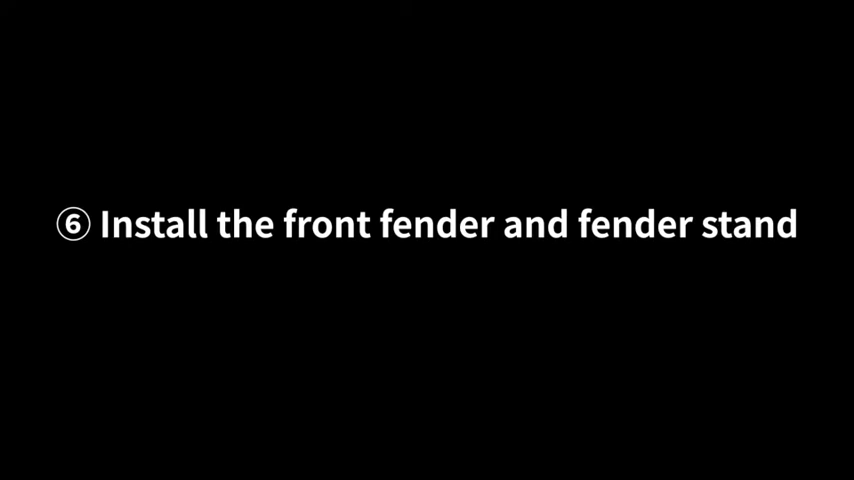 ⑥ Install the front fender and fender stand